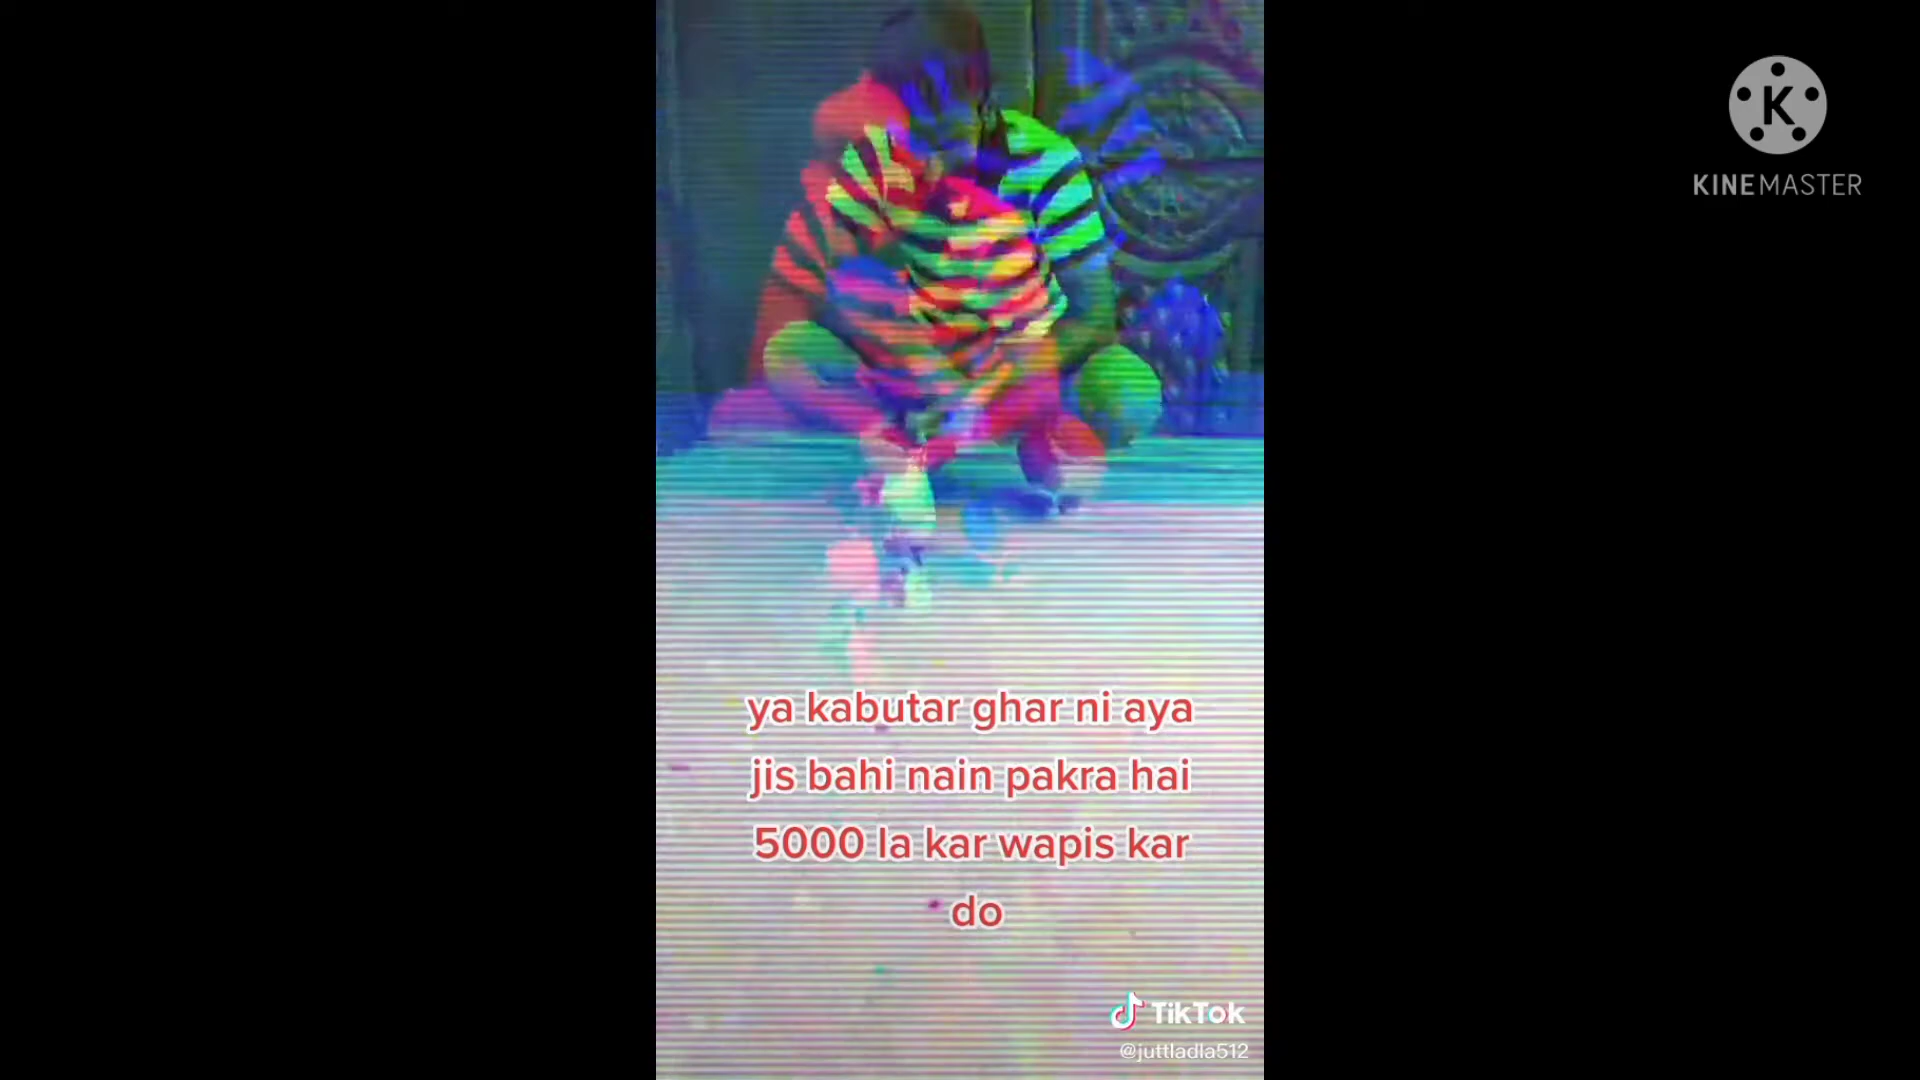 KINEMASTER
ya kabutar ghar ni aya
jis bahi nain pakra hai
5000 la kar wapis kar
do
TikTok
@juttladla512